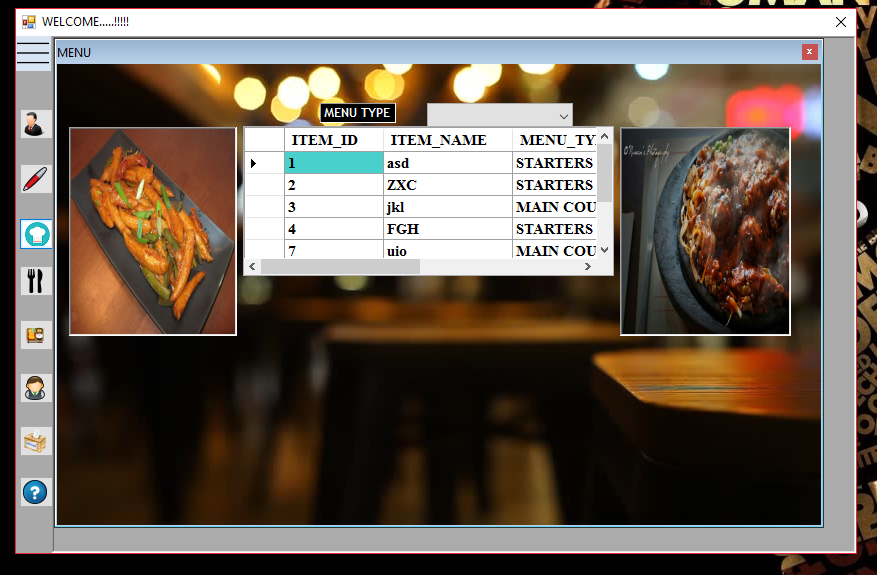 WELCOME.....!!!!!
MENU
MENU TYPE
ITEM_ID ITEM_NAME MENU_TY
1 asd STARTERS
2 ZXC STARTERS
3 jkl MAIN COU
4 FGH STARTERS
7 uio MAIN COU
?